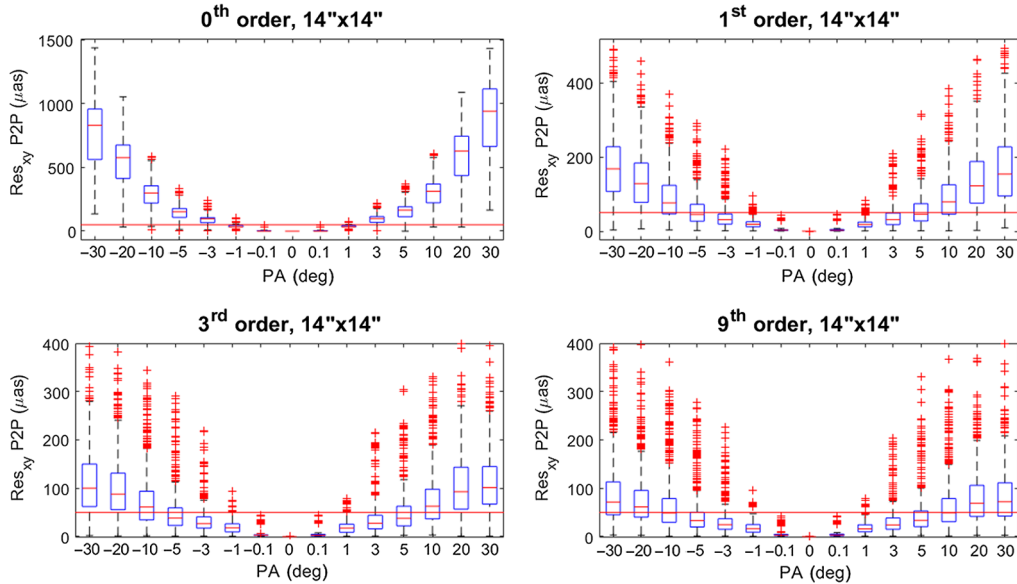 0th order, 14"x14"
Resxy P2P (μas)
1500
1000
500
0
−30 −20 −10 −5 −3 −1 −0.1 0 0.1 1 3 5 10 20 30
PA (deg)
1st order, 14"x14"
Resxy P2P (μas)
400
200
0
−30 −20 −10 −5 −3 −1 −0.1 0 0.1 1 3 5 10 20 30
PA (deg)
3rd order, 14"x14"
Resxy P2P (μas)
400
300
200
100
0
−30 −20 −10 −5 −3 −1 −0.1 0 0.1 1 3 5 10 20 30
PA (deg)
9th order, 14"x14"
Resxy P2P (μas)
400
300
200
100
0
−30 −20 −10 −5 −3 −1 −0.1 0 0.1 1 3 5 10 20 30
PA (deg)